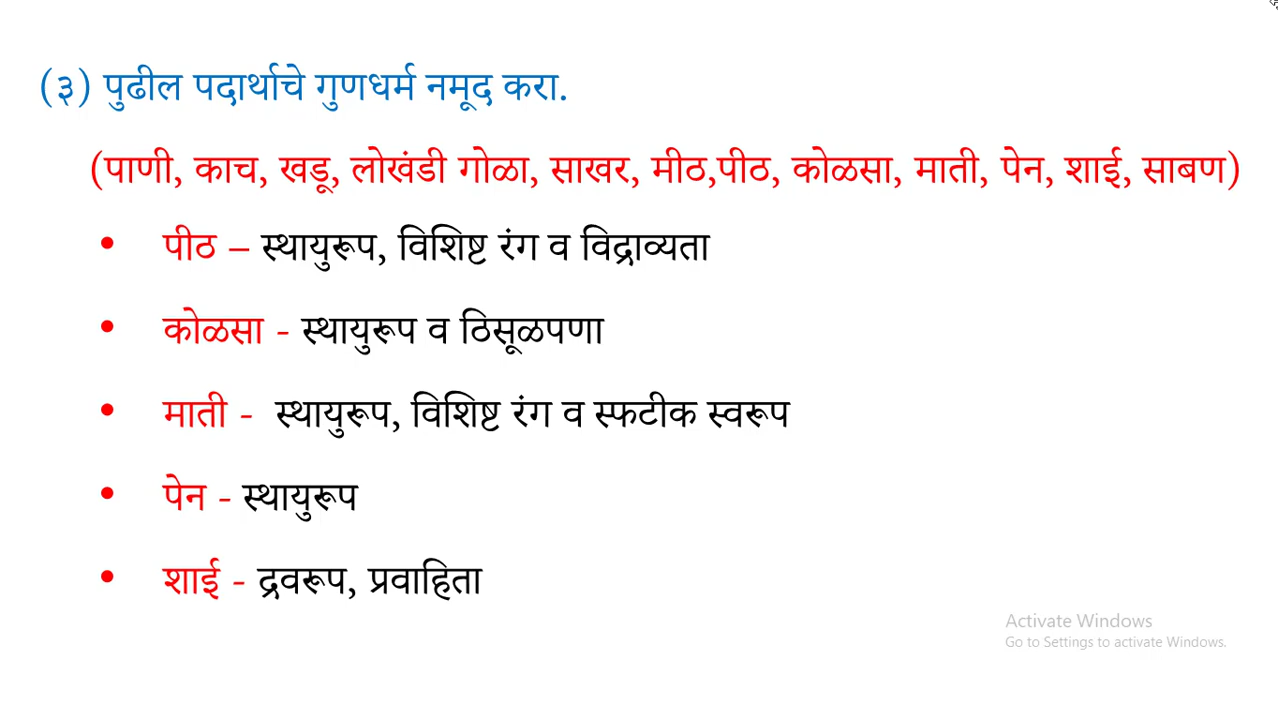 (३) पुढील पदार्थाचे गुणधर्म नमूद करा.
(पाणी, काच, खडू, लोखंडी गोळा, साखर, मीठ,पीठ, कोळसा, माती, पेन, शाई, साबण)
• पीठ – स्थायुरूप, विशिष्ट रंग व विद्राव्यता
• कोळसा - स्थायुरूप व ठिसूळपणा
• माती - स्थायुरूप, विशिष्ट रंग व स्फटीक स्वरूप
• पेन - स्थायुरूप
• शाई - द्रवरूप, प्रवाहिता
Activate Windows
Go to Settings to activate Windows.